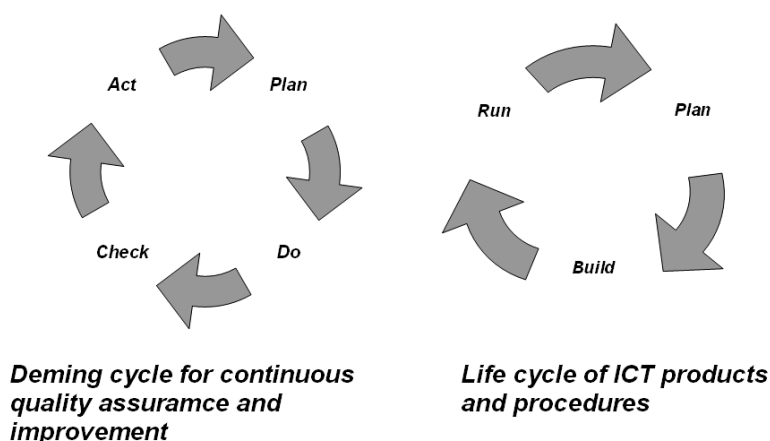 Act
Plan
Check
Do
Run
Plan
Build
Deming cycle for continuous
quality assuramce and
improvement
Life cycle of ICT products
and procedures